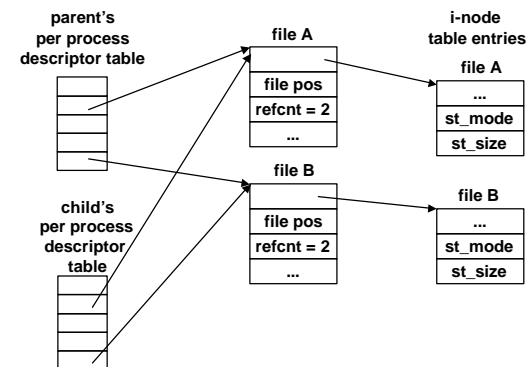 parent's
per process
descriptor table
file A
file pos
refcnt = 2
...
i-node
table entries
file A
...
st_mode
st_size
file B
file pos
refcnt = 2
...
file B
...
st_mode
st_size
child's
per process
descriptor
table